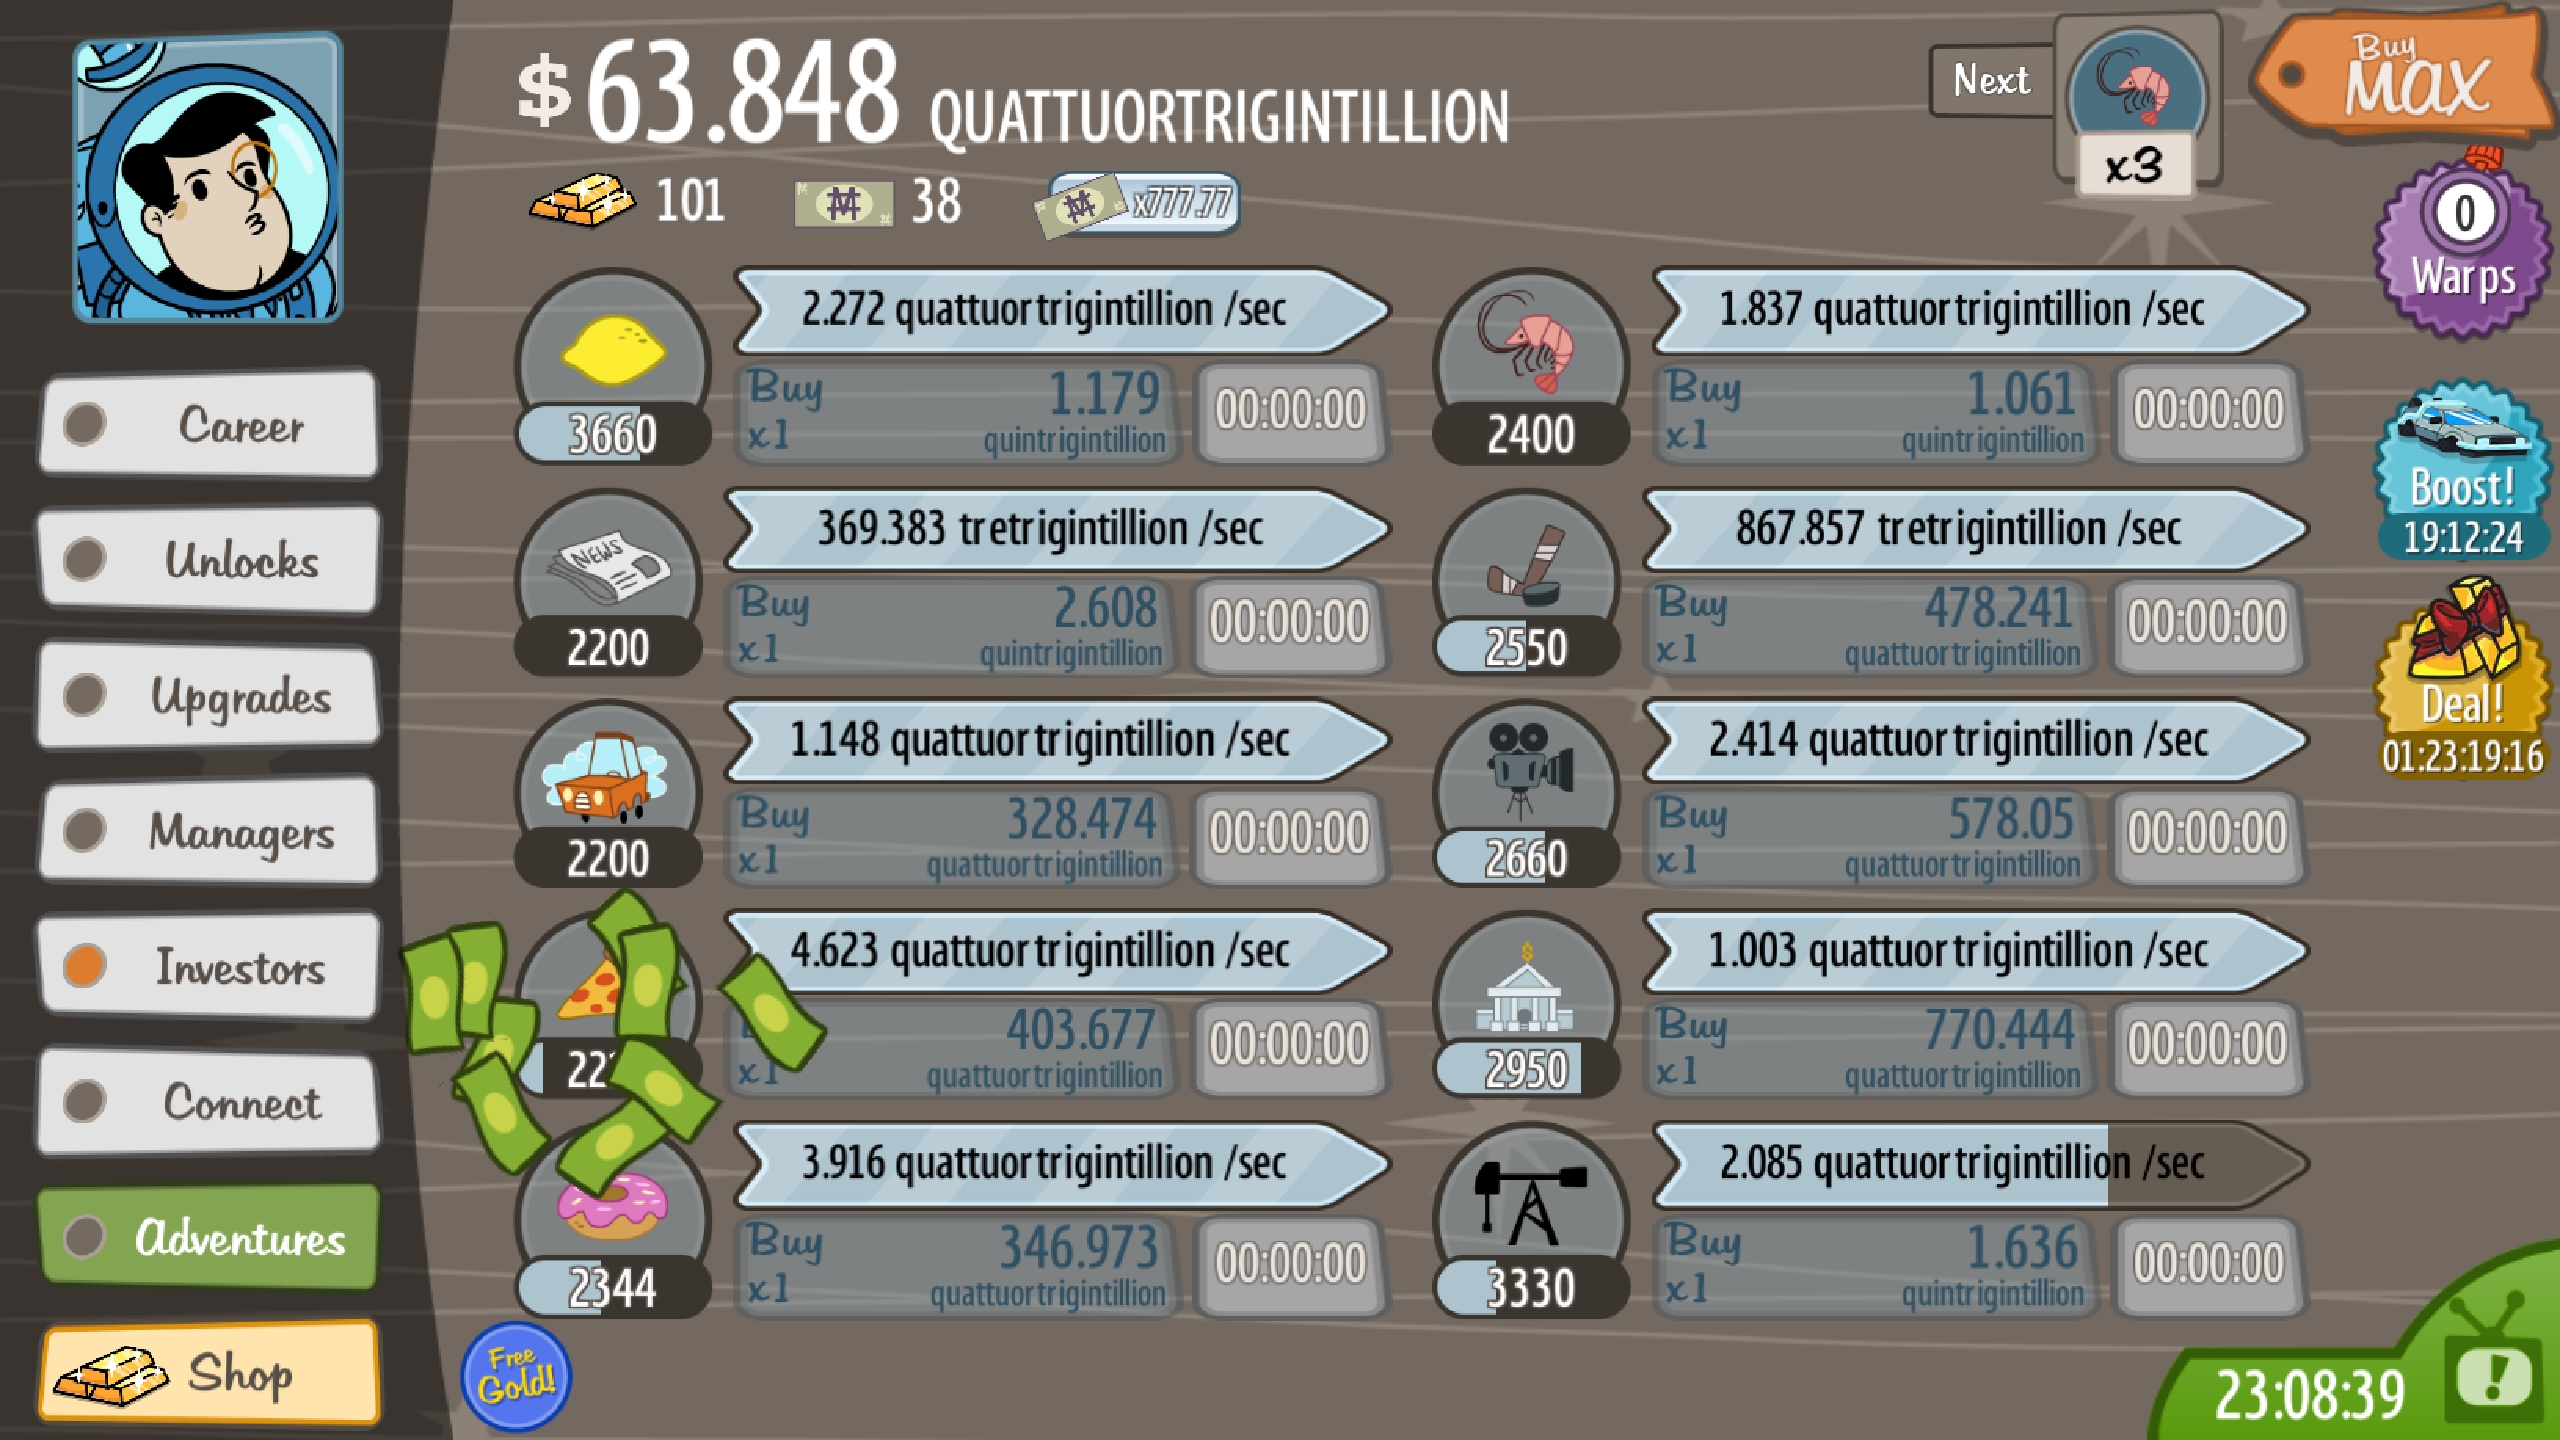 $63.848 QUATTUORTRIGINTILLION
101 38 x777.77
Next
x3
Buy
MAX
0
Warps
Boost!
19:12:24
Deal!
01:23:19:16
Career
Unlocks
Upgrades
Managers
Investors
Connect
Adventures
Shop
2.272 quattuortrigintillion /sec
3660
Buy 1.179
x1 quintrigintillion
00:00:00
1.837 quattuortrigintillion /sec
2400
Buy 1.061
x1 quintrigintillion
00:00:00
NEWS
369.383 tretrigintillion /sec
2200
Buy 2.608
x1 quintrigintillion
00:00:00
867.857 tretrigintillion /sec
2550
Buy 478.241
x1 quattuortrigintillion
00:00:00
1.148 quattuortrigintillion /sec
2200
Buy 328.474
x1 quattuortrigintillion
00:00:00
2.414 quattuortrigintillion /sec
2660
Buy 578.05
x1 quattuortrigintillion
00:00:00
4.623 quattuortrigintillion /sec
403.677
x1 quattuortrigintillion
00:00:00
1.003 quattuortrigintillion /sec
2950
Buy 770.444
x1 quattuortrigintillion
00:00:00
3.916 quattuortrigintillion /sec
2344
Buy 346.973
x1 quattuortrigintillion
00:00:00
2.085 quattuortrigintillion /sec
3330
Buy 1.636
x1 quintrigintillion
00:00:00
Free
Gold!
23:08:39
!